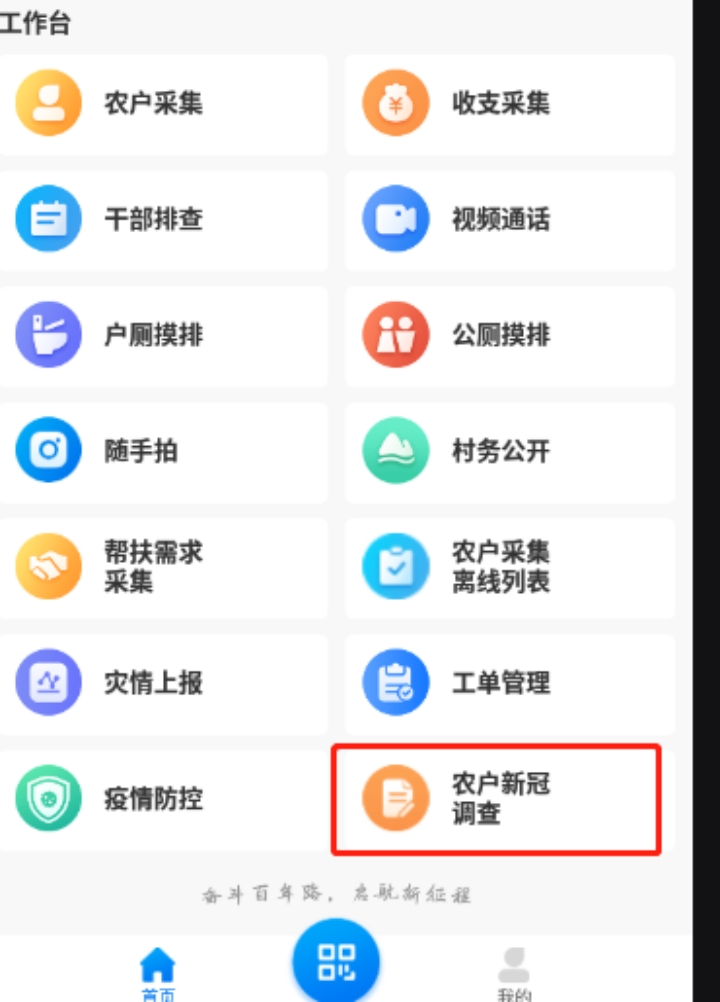 工作台
农户采集
收支采集
干部排查
视频通话
户厕摸排
公厕摸排
随手拍
村务公开
帮扶需求
采集
农户采集
离线列表
灾情上报
工单管理
疫情防控
农户新冠
调查
奋斗百年路，启航新征程
首页
我的